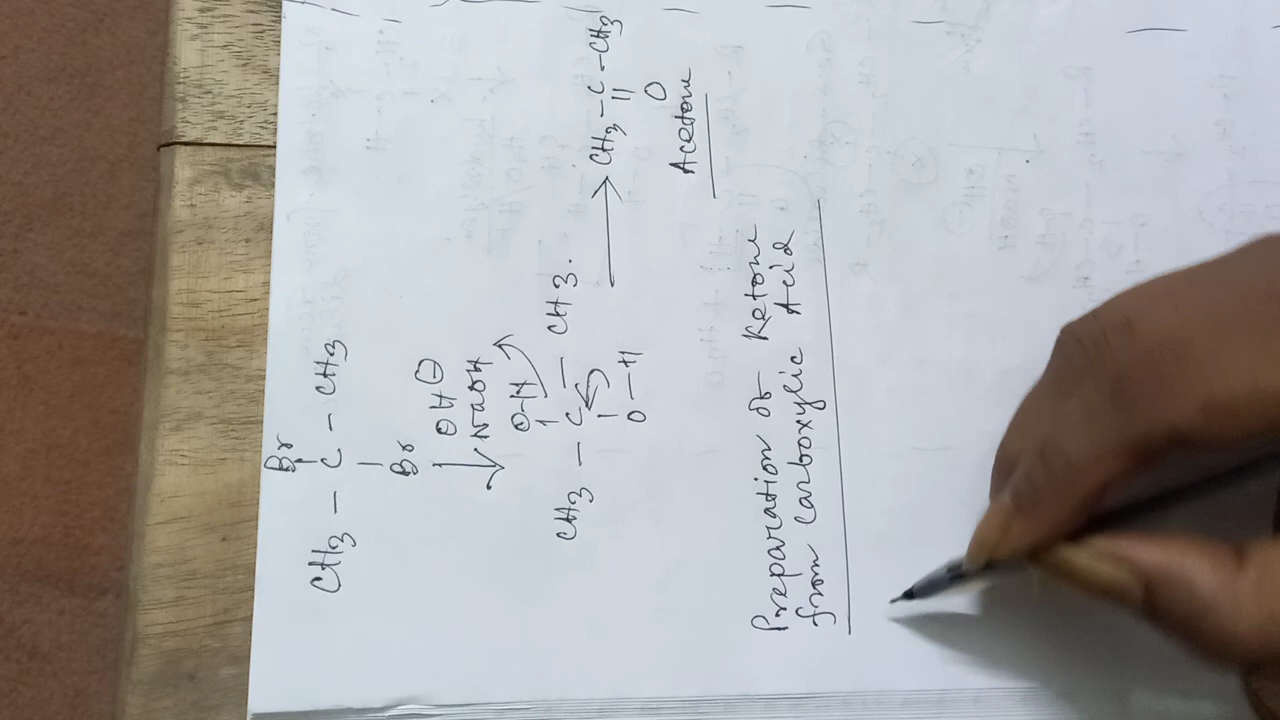 Br
CH3 – C – CH3
Br
OH⊖
NaOH
O–H
CH3 – C – CH3. ⟶ CH3 – C – CH3
O – H
O
Acetone
Preparation of Ketone
from carboxylic Acid